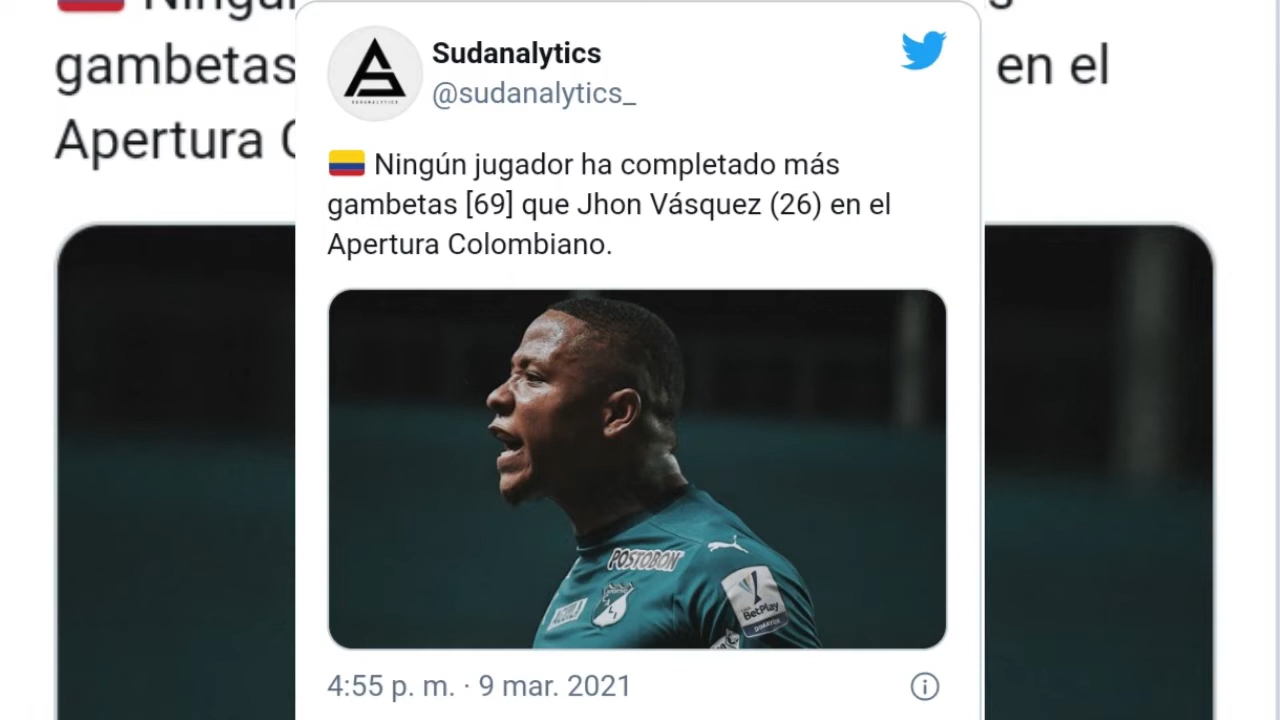 Sudanalytics
@sudanalytics_
Ningún jugador ha completado más
gambetas [69] que Jhon Vásquez (26) en el
Apertura Colombiano.
POSTOBON
BetPlay
DIMAYOR
4:55 p. m. · 9 mar. 2021
gambetas
en el
Apertura